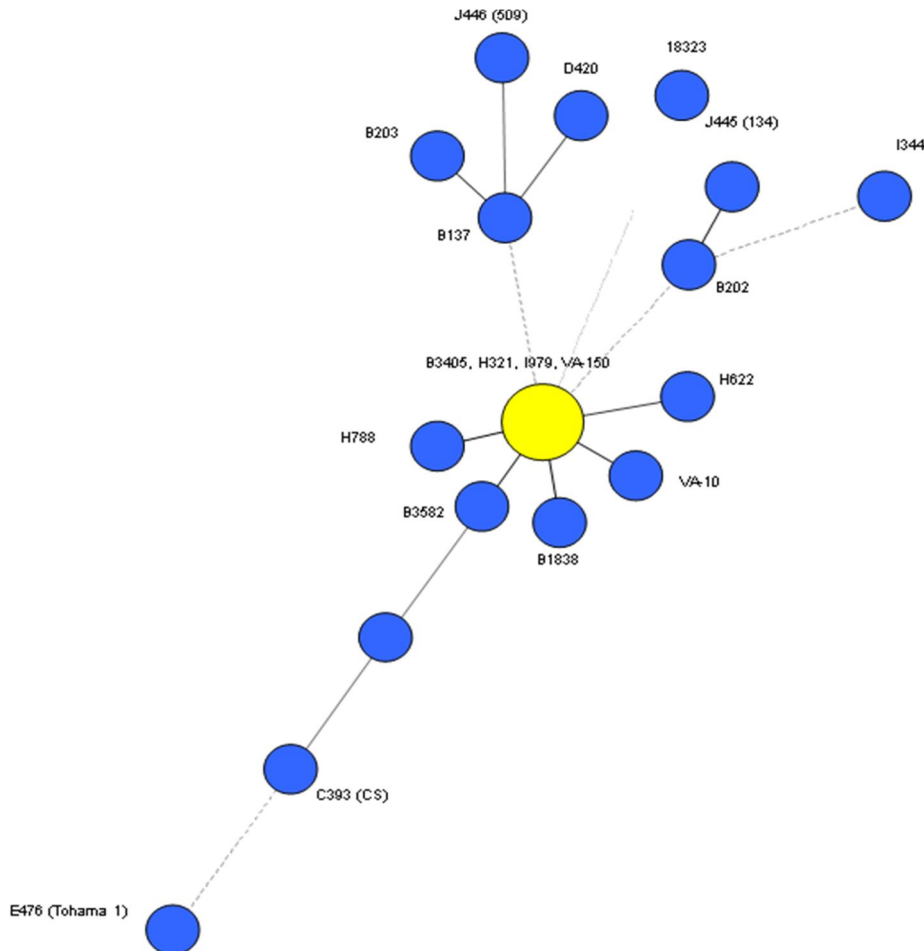 J446 (509)
18323
D420
J445 (134)
B203
I344
B137
B202
B3405, H321, I979, VA-150
H622
H788
VA-10
B3582
B1838
C393 (CS)
E476 (Tohama 1)